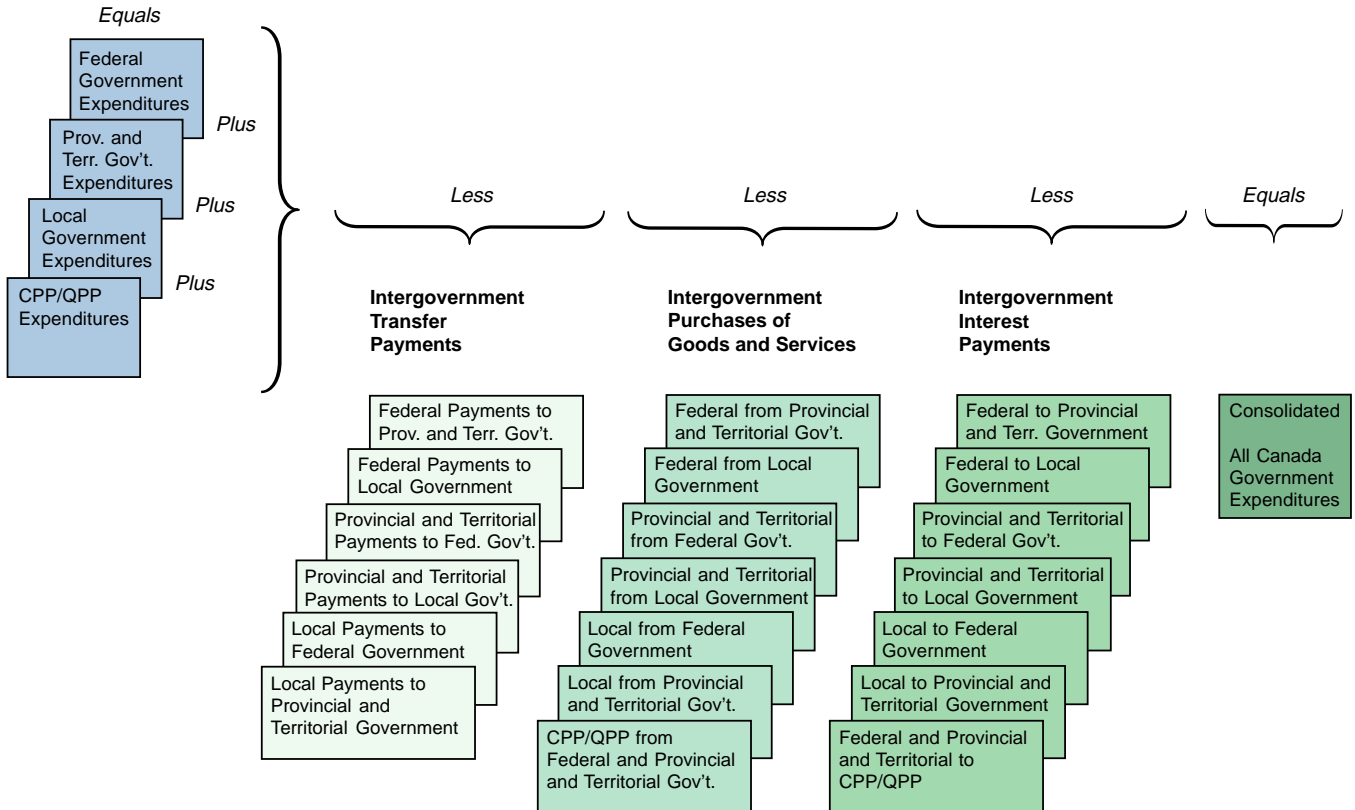 Equals
Federal
Government
Expenditures
Plus
Prov. and
Terr. Gov't.
Expenditures
Plus
Local
Government
Expenditures
Plus
CPP/QPP
Expenditures
Less
Intergovernment
Transfer
Payments
Federal Payments to
Prov. and Terr. Gov't.
Federal Payments to
Local Government
Provincial and Territorial
Payments to Fed. Gov't.
Provincial and Territorial
Payments to Local Gov't.
Local Payments to
Federal Government
Local Payments to
Provincial and
Territorial Government
Less
Intergovernment
Purchases of
Goods and Services
Federal from Provincial
and Territorial Gov't.
Federal from Local
Government
Provincial and Territorial
from Federal Gov't.
Provincial and Territorial
from Local Government
Local from Federal
Government
Local from Provincial
and Territorial Gov't.
CPP/QPP from
Federal and Provincial
and Territorial Gov't.
Less
Intergovernment
Interest
Payments
Federal to Provincial
and Terr. Government
Federal to Local
Government
Provincial and Territorial
to Federal Gov't.
Provincial and Territorial
to Local Government
Local to Federal
Government
Local to Provincial and
Territorial Government
Federal and Provincial
and Territorial to
CPP/QPP
Equals
Consolidated
All Canada
Government
Expenditures